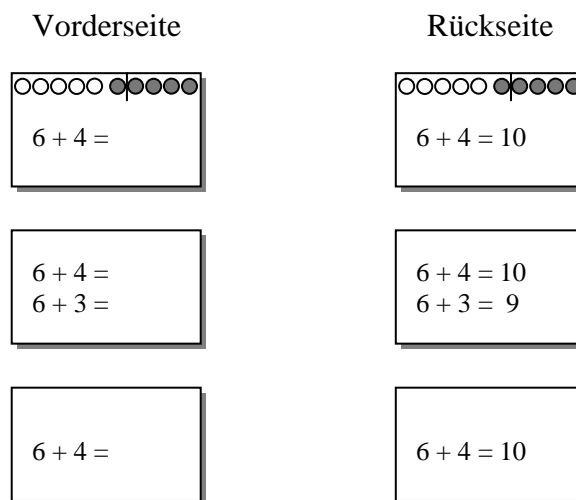 Vorderseite Rückseite
6 + 4 = 6 + 4 = 10
6 + 4 = 6 + 4 = 10
6 + 3 = 6 + 3 = 9
6 + 4 = 6 + 4 = 10